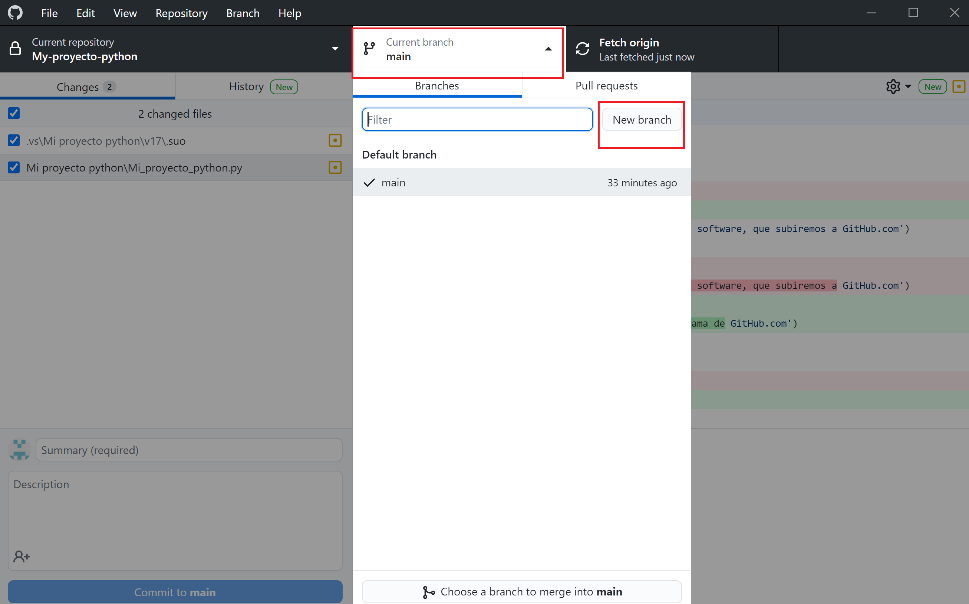 File Edit View Repository Branch Help
Current repository
My-proyecto-python
Current branch
main
Fetch origin
Last fetched just now
Changes 2
History New
Branches
Pull requests
New
2 changed files
Filter
New branch
.vs\Mi proyecto python\v17\.suo
Default branch
Mi proyecto python\Mi_proyecto_python.py
main
33 minutes ago
software, que subiremos a GitHub.com')
software, que subiremos a GitHub.com')
ama de GitHub.com')
Summary (required)
Description
Commit to main
Choose a branch to merge into main